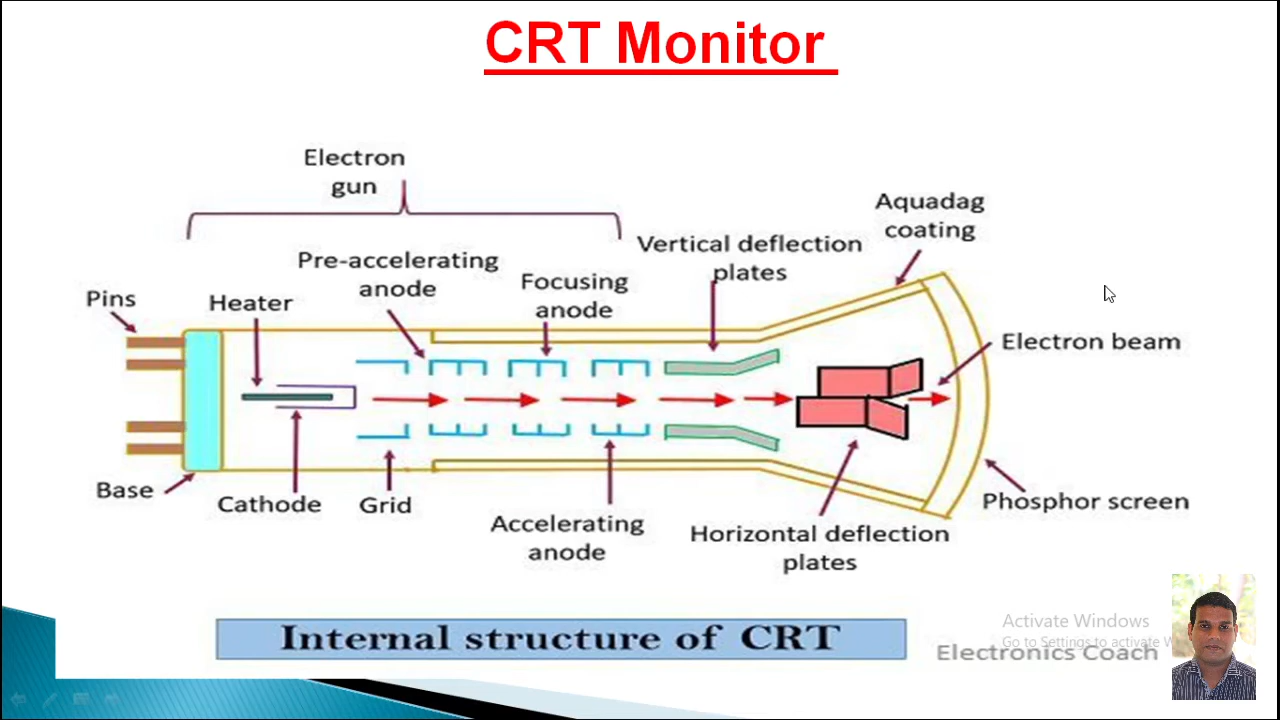 CRT Monitor
Electron
gun
Aquadag
coating
Vertical deflection
plates
Pre-accelerating
anode
Focusing
anode
Pins
Heater
Electron beam
Base
Cathode
Grid
Accelerating
anode
Horizontal deflection
plates
Phosphor screen
Internal structure of CRT
Activate Windows
Go to Settings to activate W
Electronics Coach